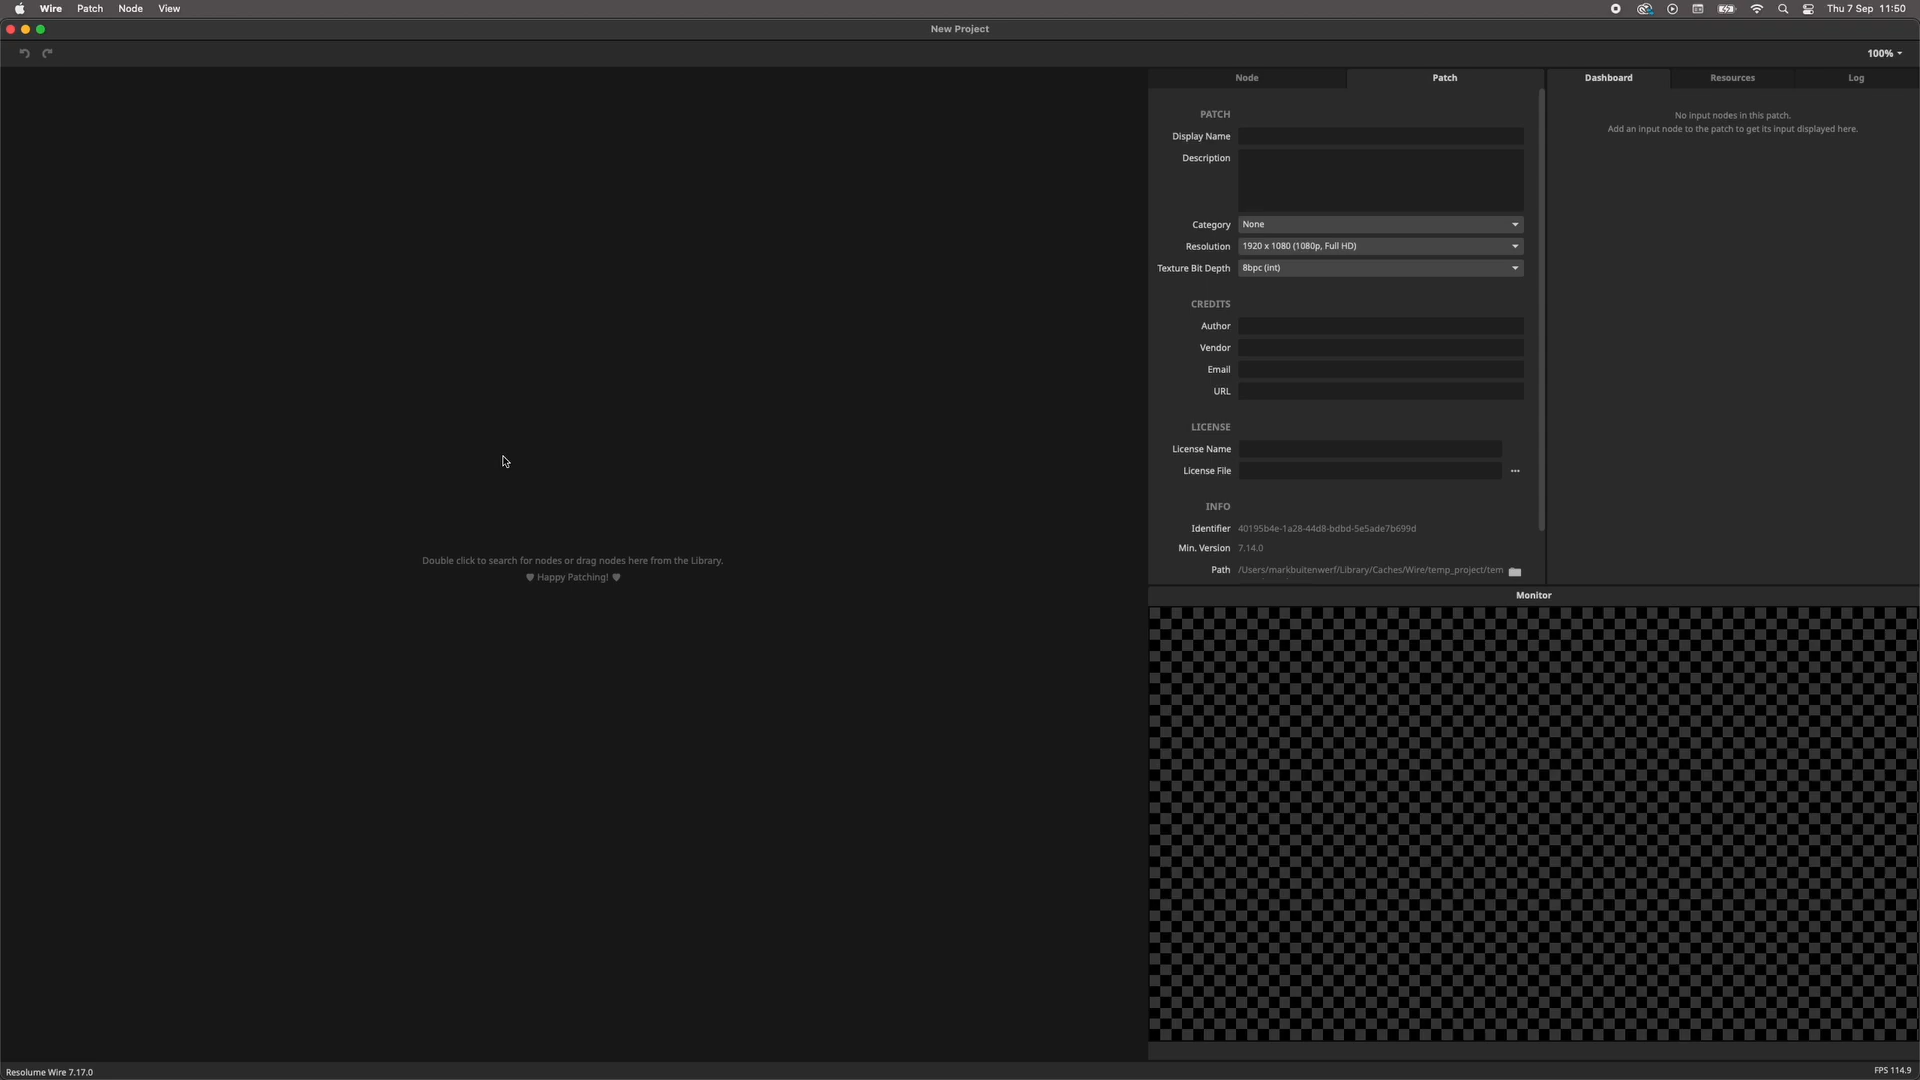 Wire Patch Node View
Thu 7 Sep 11:50
New Project
100%
Node Patch
Dashboard Resources Log
PATCH
Display Name
Description
Category None
Resolution 1920 x 1080 (1080p, Full HD)
Texture Bit Depth 8bpc (int)
CREDITS
Author
Vendor
Email
URL
LICENSE
License Name
License File ...
INFO
Identifier 40195b4e-1a28-44d8-bdbd-5e5ade7b699d
Min. Version 7.14.0
Path /Users/markbuitenwerf/Library/Caches/Wire/temp_project/tem
No input nodes in this patch.
Add an input node to the patch to get its input displayed here.
Double click to search for nodes or drag nodes here from the Library.
♥ Happy Patching! ♥
Monitor
Resolume Wire 7.17.0
FPS 114.9